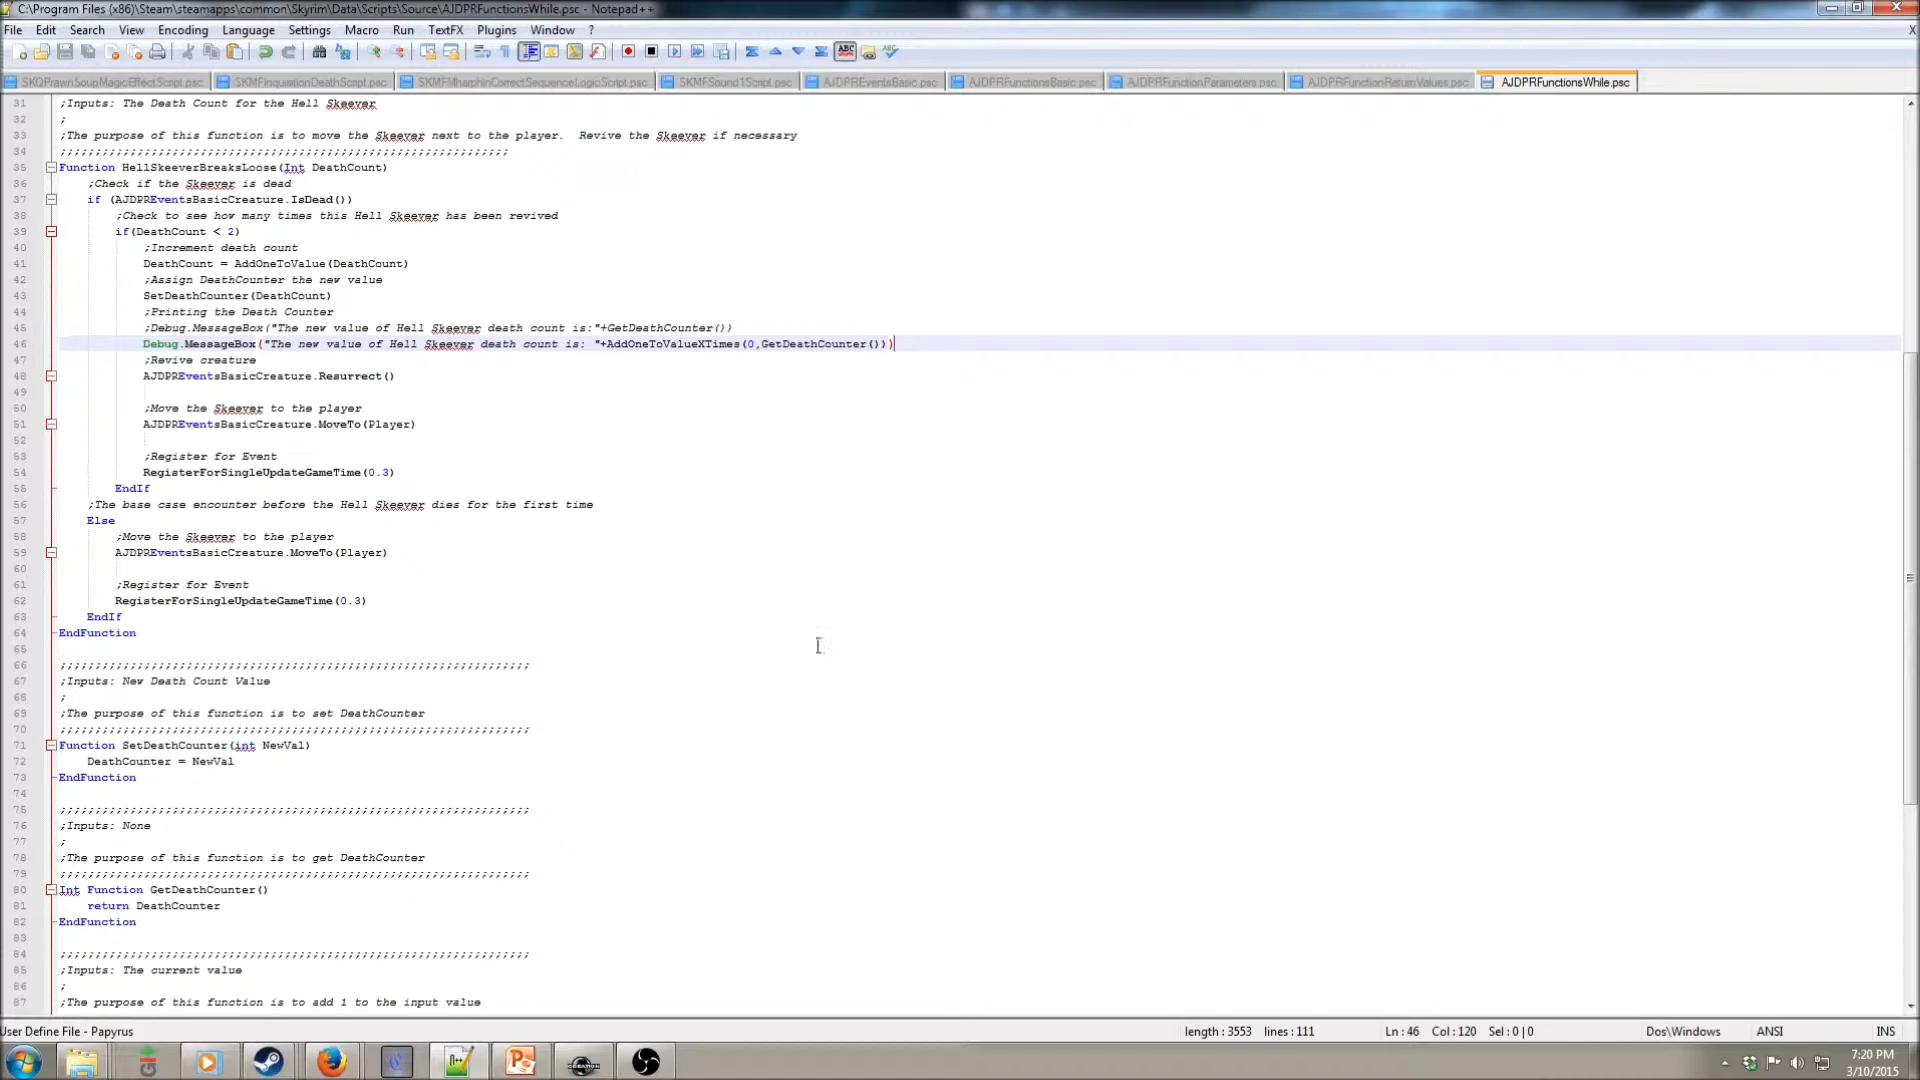 C:\Program Files (x86)\Steam\steamapps\common\Skyrim\Data\Scripts\Source\AJDPRFunctionsWhile.psc - Notepad++
File Edit Search View Encoding Language Settings Macro Run TextFX Plugins Window ? X
SKQPrawnSoupMagicEffectScript.psc SKMFInquisitionDeathScript.psc SKMFMharphinCorrectSequenceLogicScript.psc SKMFSound1Script.psc AJDPREventsBasic.psc AJDPRFunctionsBasic.psc AJDPRFunctionParameters.psc AJDPRFunctionReturnValues.psc AJDPRFunctionsWhile.psc
31 ;Inputs: The Death Count for the Hell Skeever
32 ;
33 ;The purpose of this function is to move the Skeever next to the player.  Revive the Skeever if necessary
34 ;;;;;;;;;;;;;;;;;;;;;;;;;;;;;;;;;;;;;;;;;;;;;;;;;;;;;;;;;;;;;;;;
35 Function HellSkeeverBreaksLoose(Int DeathCount)
36 ;Check if the Skeever is dead
37 if (AJDPREventsBasicCreature.IsDead())
38 ;Check to see how many times this Hell Skeever has been revived
39 if(DeathCount < 2)
40 ;Increment death count
41 DeathCount = AddOneToValue(DeathCount)
42 ;Assign DeathCounter the new value
43 SetDeathCounter(DeathCount)
44 ;Printing the Death Counter
45 ;Debug.MessageBox("The new value of Hell Skeever death count is:"+GetDeathCounter())
46 Debug.MessageBox("The new value of Hell Skeever death count is: "+AddOneToValueXTimes(0,GetDeathCounter()))
47 ;Revive creature
48 AJDPREventsBasicCreature.Resurrect()
49
50 ;Move the Skeever to the player
51 AJDPREventsBasicCreature.MoveTo(Player)
52
53 ;Register for Event
54 RegisterForSingleUpdateGameTime(0.3)
55 EndIf
56 ;The base case encounter before the Hell Skeever dies for the first time
57 Else
58 ;Move the Skeever to the player
59 AJDPREventsBasicCreature.MoveTo(Player)
60
61 ;Register for Event
62 RegisterForSingleUpdateGameTime(0.3)
63 EndIf
64 EndFunction
65
66 ;;;;;;;;;;;;;;;;;;;;;;;;;;;;;;;;;;;;;;;;;;;;;;;;;;;;;;;;;;;;;;;;;;;
67 ;Inputs: New Death Count Value
68 ;
69 ;The purpose of this function is to set DeathCounter
70 ;;;;;;;;;;;;;;;;;;;;;;;;;;;;;;;;;;;;;;;;;;;;;;;;;;;;;;;;;;;;;;;;;;;
71 Function SetDeathCounter(int NewVal)
72 DeathCounter = NewVal
73 EndFunction
74
75 ;;;;;;;;;;;;;;;;;;;;;;;;;;;;;;;;;;;;;;;;;;;;;;;;;;;;;;;;;;;;;;;;;;;
76 ;Inputs: None
77 ;
78 ;The purpose of this function is to get DeathCounter
79 ;;;;;;;;;;;;;;;;;;;;;;;;;;;;;;;;;;;;;;;;;;;;;;;;;;;;;;;;;;;;;;;;;;;
80 Int Function GetDeathCounter()
81 return DeathCounter
82 EndFunction
83
84 ;;;;;;;;;;;;;;;;;;;;;;;;;;;;;;;;;;;;;;;;;;;;;;;;;;;;;;;;;;;;;;;;;;;
85 ;Inputs: The current value
86 ;
87 ;The purpose of this function is to add 1 to the input value
User Define File - Papyrus length : 3553 lines : 111 Ln : 46 Col : 120 Sel : 0 | 0 Dos\Windows ANSI INS
7:20 PM
3/10/2015